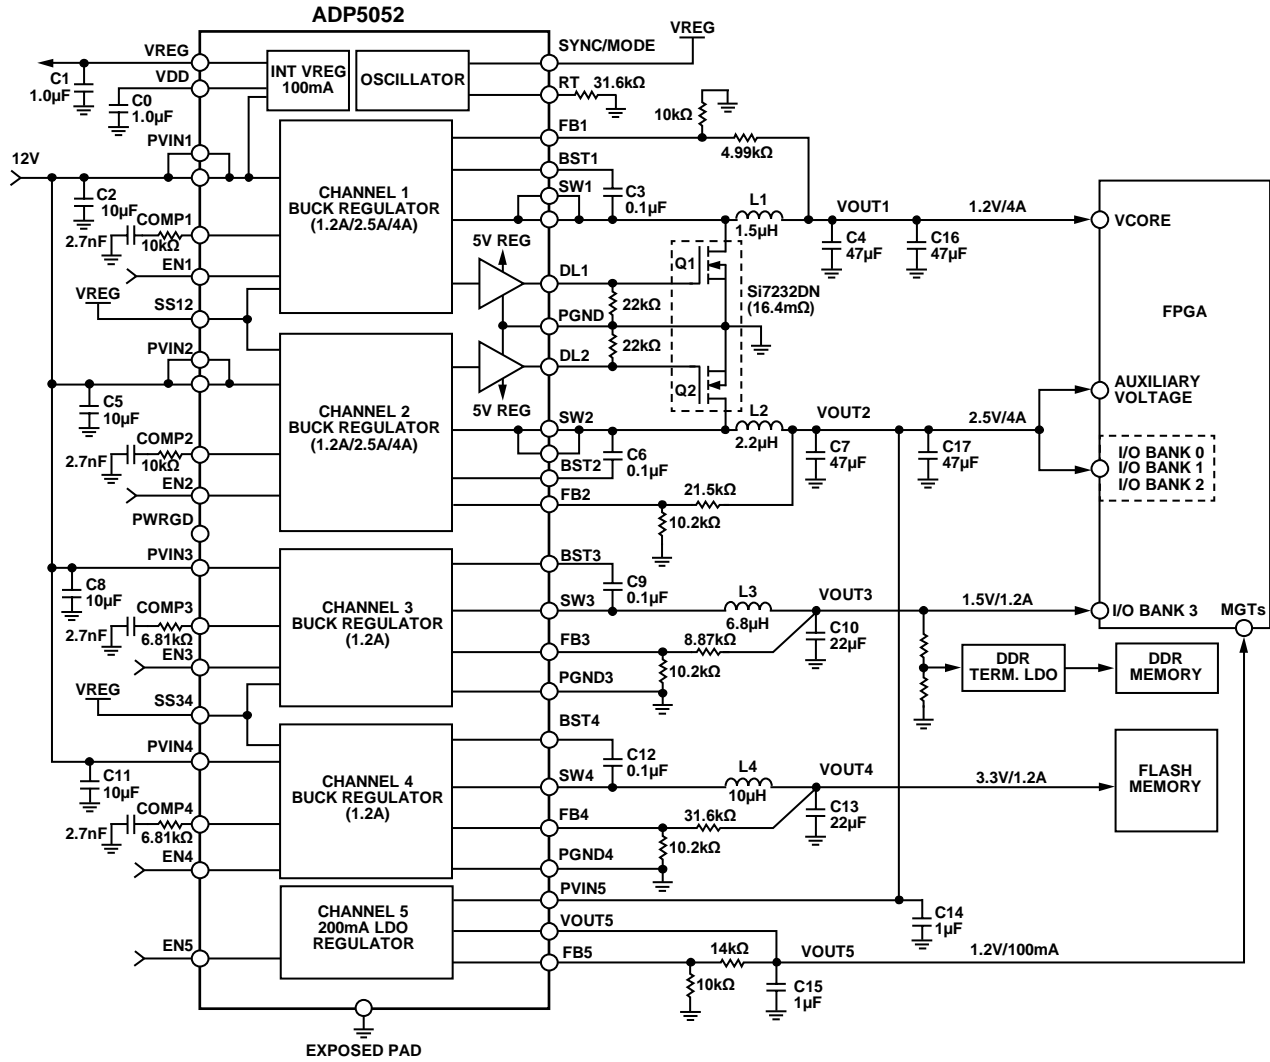 ADP5052
VREG
VDD
C1
1.0µF
C0
1.0µF
INT VREG
100mA
OSCILLATOR
SYNC/MODE
VREG
RT
31.6kΩ
FB1
10kΩ
4.99kΩ
PVIN1
12V
C2
10µF
COMP1
2.7nF
10kΩ
EN1
VREG
SS12
CHANNEL 1
BUCK REGULATOR
(1.2A/2.5A/4A)
BST1
SW1
C3
0.1µF
L1
1.5µH
VOUT1
1.2V/4A
C4
47µF
C16
47µF
VCORE
FPGA
5V REG
DL1
22kΩ
PGND
22kΩ
DL2
5V REG
Q1
Si7232DN
(16.4mΩ)
Q2
PVIN2
C5
10µF
COMP2
2.7nF
10kΩ
EN2
PWRGD
CHANNEL 2
BUCK REGULATOR
(1.2A/2.5A/4A)
SW2
L2
2.2µH
VOUT2
2.5V/4A
C6
0.1µF
BST2
C7
47µF
C17
47µF
AUXILIARY
VOLTAGE
I/O BANK 0
I/O BANK 1
I/O BANK 2
FB2
21.5kΩ
10.2kΩ
PVIN3
C8
10µF
COMP3
2.7nF
6.81kΩ
EN3
VREG
SS34
CHANNEL 3
BUCK REGULATOR
(1.2A)
BST3
C9
0.1µF
SW3
L3
6.8µH
VOUT3
1.5V/1.2A
I/O BANK 3
MGTs
FB3
8.87kΩ
C10
22µF
10.2kΩ
PGND3
DDR
TERM. LDO
DDR
MEMORY
PVIN4
C11
10µF
COMP4
2.7nF
6.81kΩ
EN4
CHANNEL 4
BUCK REGULATOR
(1.2A)
BST4
C12
0.1µF
SW4
L4
10µH
VOUT4
3.3V/1.2A
FLASH
MEMORY
FB4
31.6kΩ
C13
22µF
10.2kΩ
PGND4
PVIN5
C14
1µF
CHANNEL 5
200mA LDO
REGULATOR
EN5
VOUT5
FB5
14kΩ
VOUT5
1.2V/100mA
10kΩ
C15
1µF
EXPOSED PAD